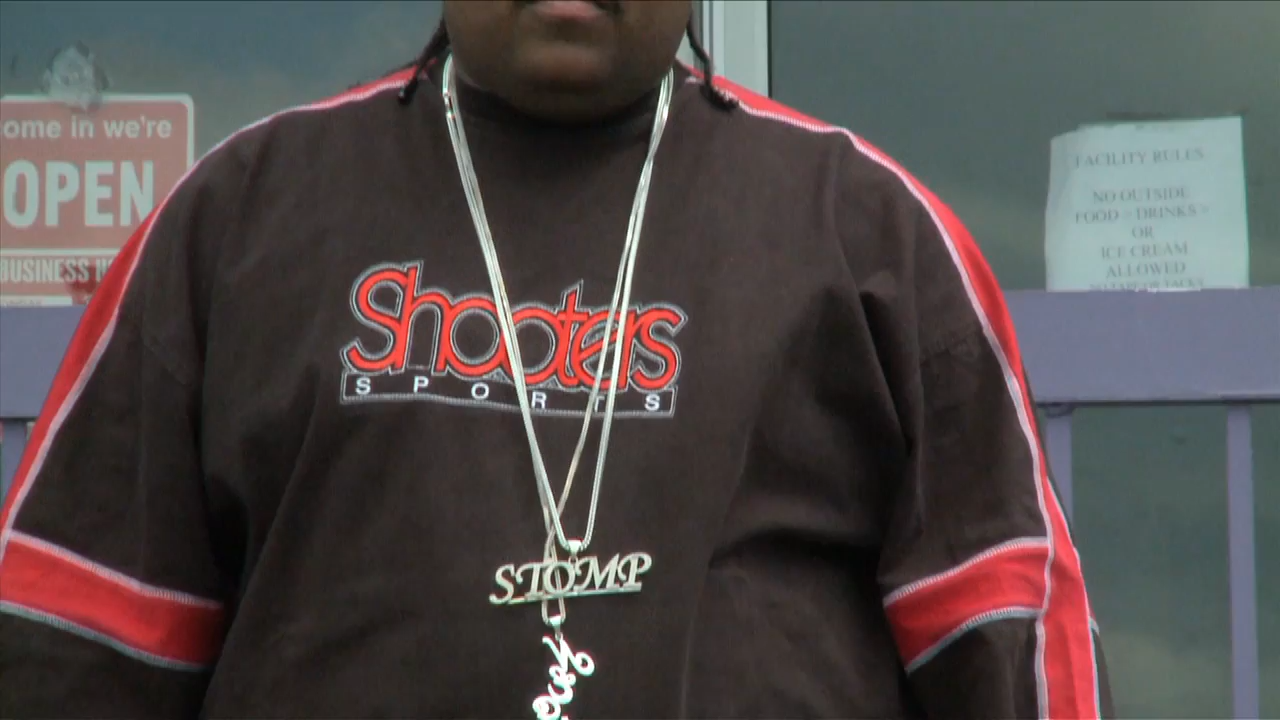 ome in we're
OPEN
BUSINESS H
FACILITY RULES
NO OUTSIDE
FOOD - DRINKS -
OR
ICE CREAM
ALLOWED
Shooters
SPORTS
STOMP